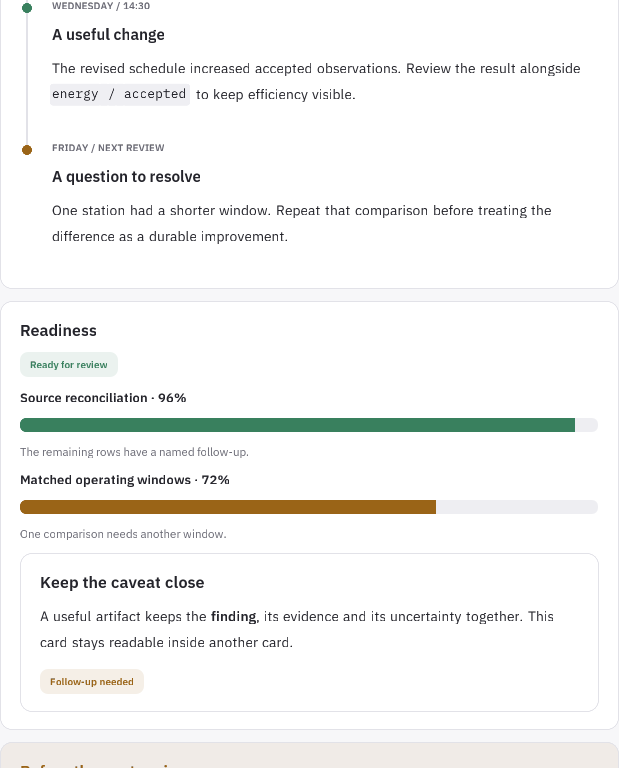 WEDNESDAY / 14:30
A useful change
The revised schedule increased accepted observations. Review the result alongside
energy / accepted to keep efficiency visible.
FRIDAY / NEXT REVIEW
A question to resolve
One station had a shorter window. Repeat that comparison before treating the
difference as a durable improvement.
Readiness
Ready for review
Source reconciliation · 96%
The remaining rows have a named follow-up.
Matched operating windows · 72%
One comparison needs another window.
Keep the caveat close
A useful artifact keeps the finding, its evidence and its uncertainty together. This
card stays readable inside another card.
Follow-up needed